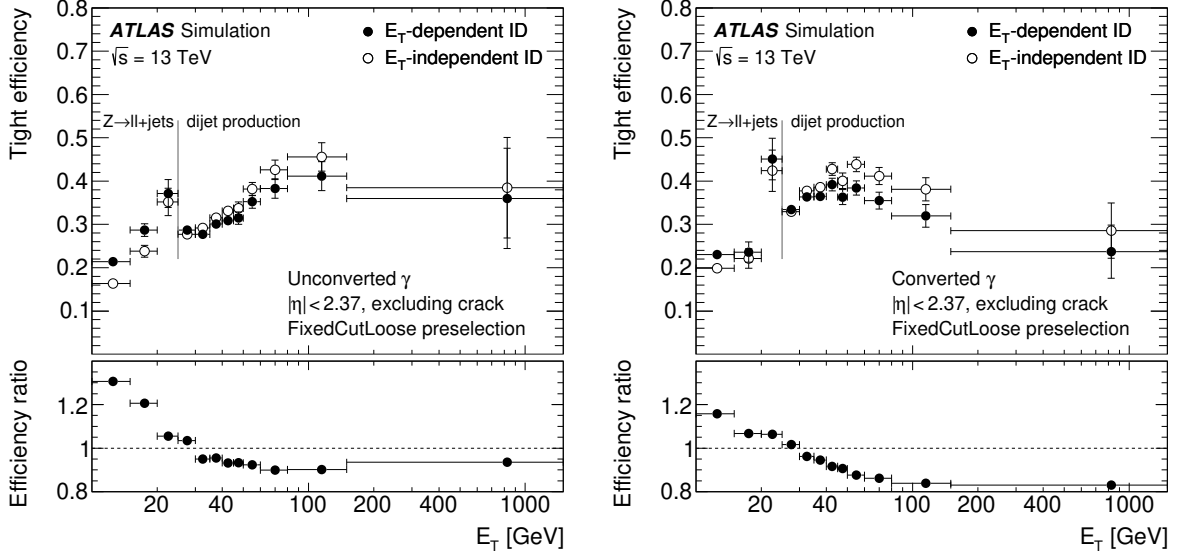 Tight efficiency
0.8
0.7
0.6
0.5
0.4
0.3
0.2
0.1
ATLAS Simulation
√s = 13 TeV
E_T-dependent ID
E_T-independent ID
Z→ll+jets
dijet production
Unconverted γ
|η| < 2.37, excluding crack
FixedCutLoose preselection
Efficiency ratio
1.2
1
0.8
20 40 100 200 1000
E_T [GeV]
Tight efficiency
0.8
0.7
0.6
0.5
0.4
0.3
0.2
0.1
ATLAS Simulation
√s = 13 TeV
E_T-dependent ID
E_T-independent ID
Z→ll+jets
dijet production
Converted γ
|η| < 2.37, excluding crack
FixedCutLoose preselection
Efficiency ratio
1.2
1
0.8
20 40 100 200 1000
E_T [GeV]